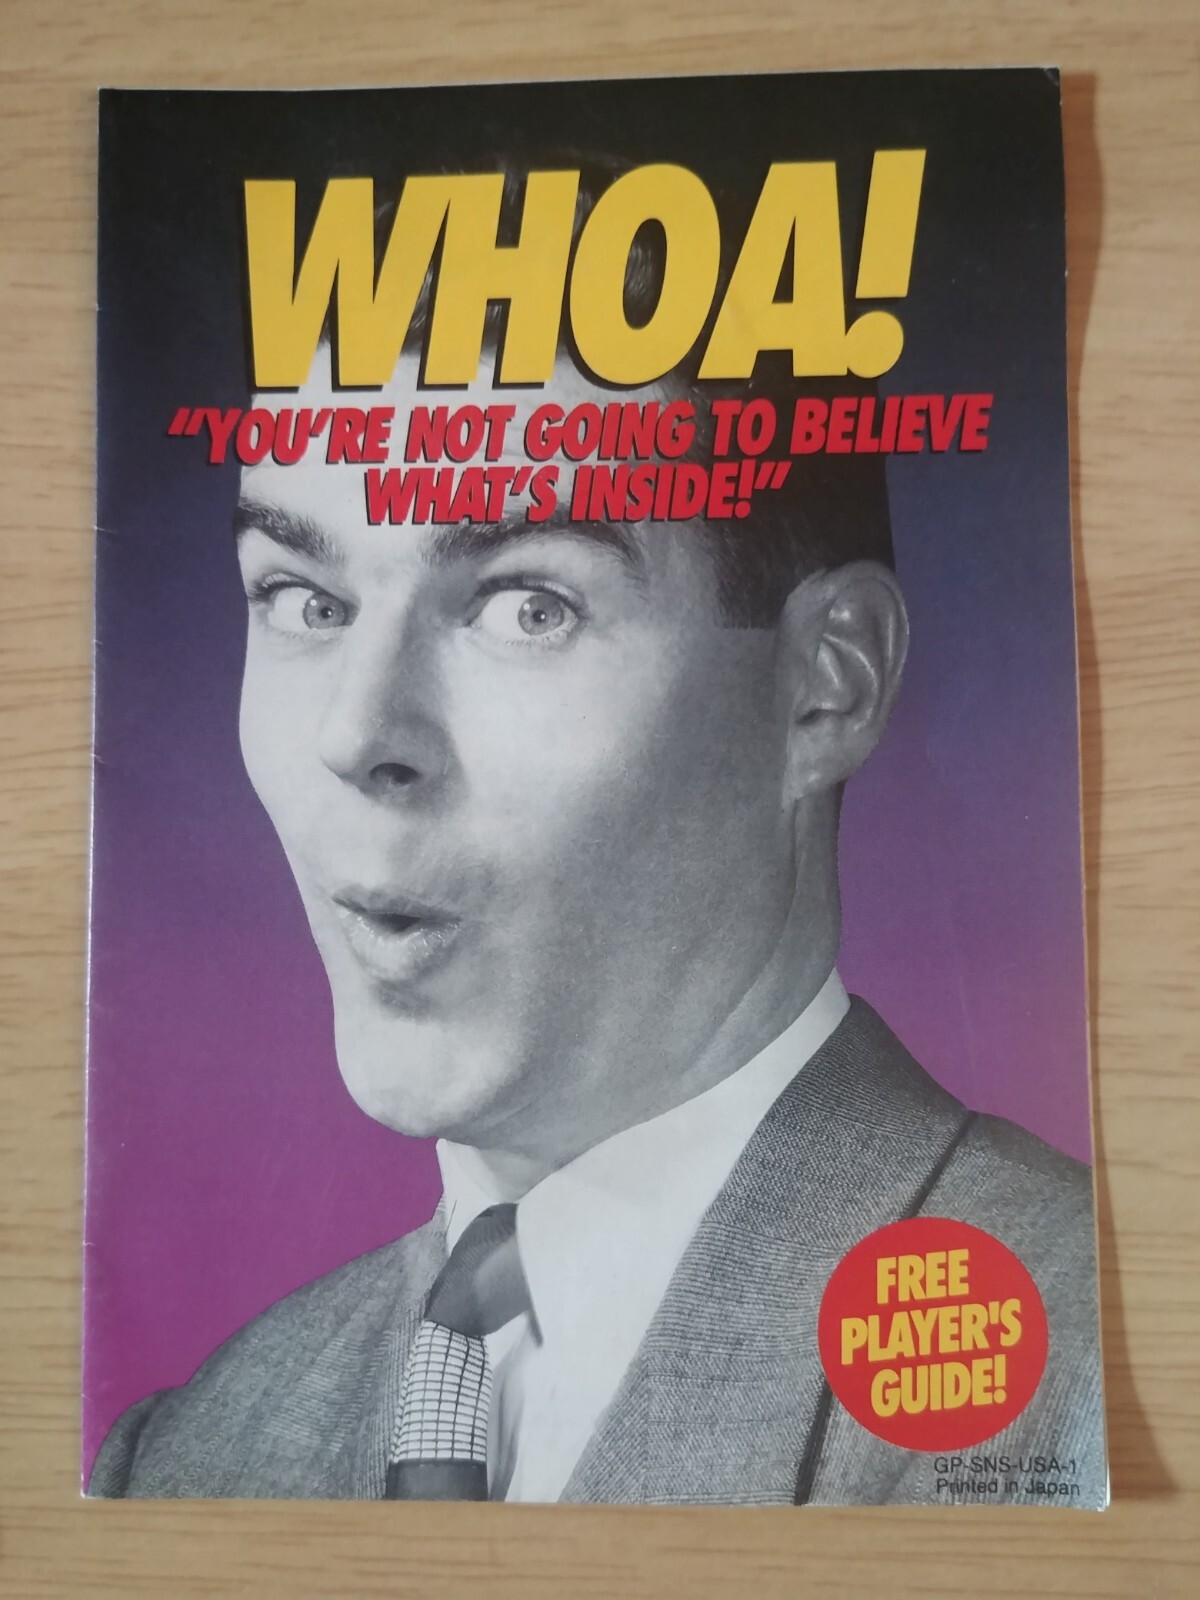 WHOA!
"YOU'RE NOT GOING TO BELIEVE
WHAT'S INSIDE!"
FREE
PLAYER'S
GUIDE!
GP-SNS-USA-1
Printed in Japan